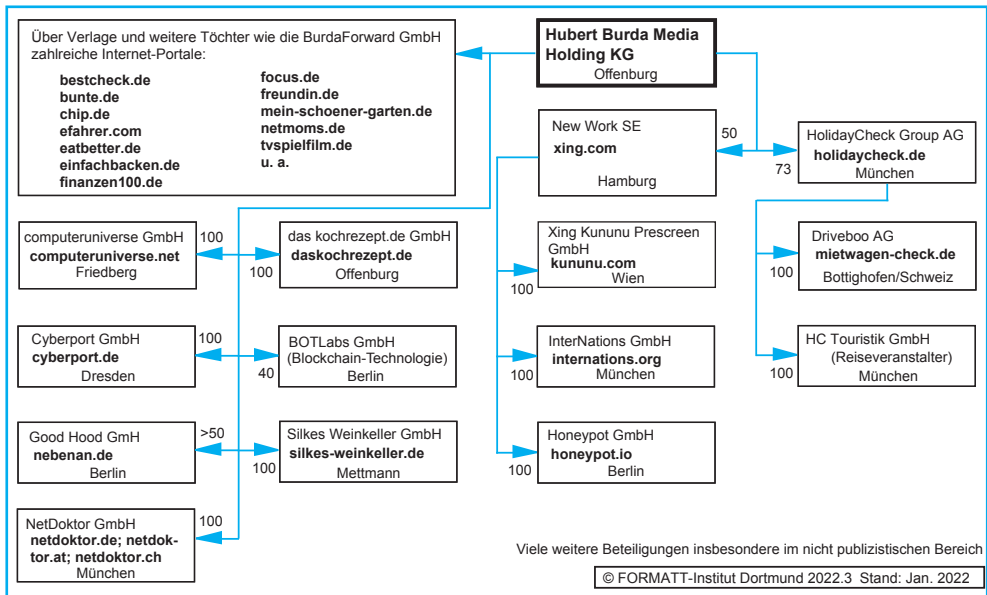 Über Verlage und weitere Töchter wie die BurdaForward GmbH
zahlreiche Internet-Portale:
bestcheck.de
bunte.de
chip.de
efahrer.com
eatbetter.de
einfachbacken.de
finanzen100.de
focus.de
freundin.de
mein-schoener-garten.de
netmoms.de
tvspielfilm.de
u. a.
Hubert Burda Media
Holding KG
Offenburg
New Work SE
xing.com
Hamburg
50
73
HolidayCheck Group AG
holidaycheck.de
München
computeruniverse GmbH
computeruniverse.net
Friedberg
100
100
das kochrezept.de GmbH
daskochrezept.de
Offenburg
Xing Kununu Prescreen
GmbH
kununu.com
Wien
100
Driveboo AG
mietwagen-check.de
Bottighofen/Schweiz
100
Cyberport GmbH
cyberport.de
Dresden
100
40
BOTLabs GmbH
(Blockchain-Technologie)
Berlin
InterNations GmbH
internations.org
München
100
HC Touristik GmbH
(Reiseveranstalter)
München
100
Good Hood GmH
nebenan.de
Berlin
>50
100
Silkes Weinkeller GmbH
silkes-weinkeller.de
Mettmann
Honeypot GmbH
honeypot.io
Berlin
100
NetDoktor GmbH
netdoktor.de; netdok-
tor.at; netdoktor.ch
München
100
Viele weitere Beteiligungen insbesondere im nicht publizistischen Bereich
© FORMATT-Institut Dortmund 2022.3 Stand: Jan. 2022